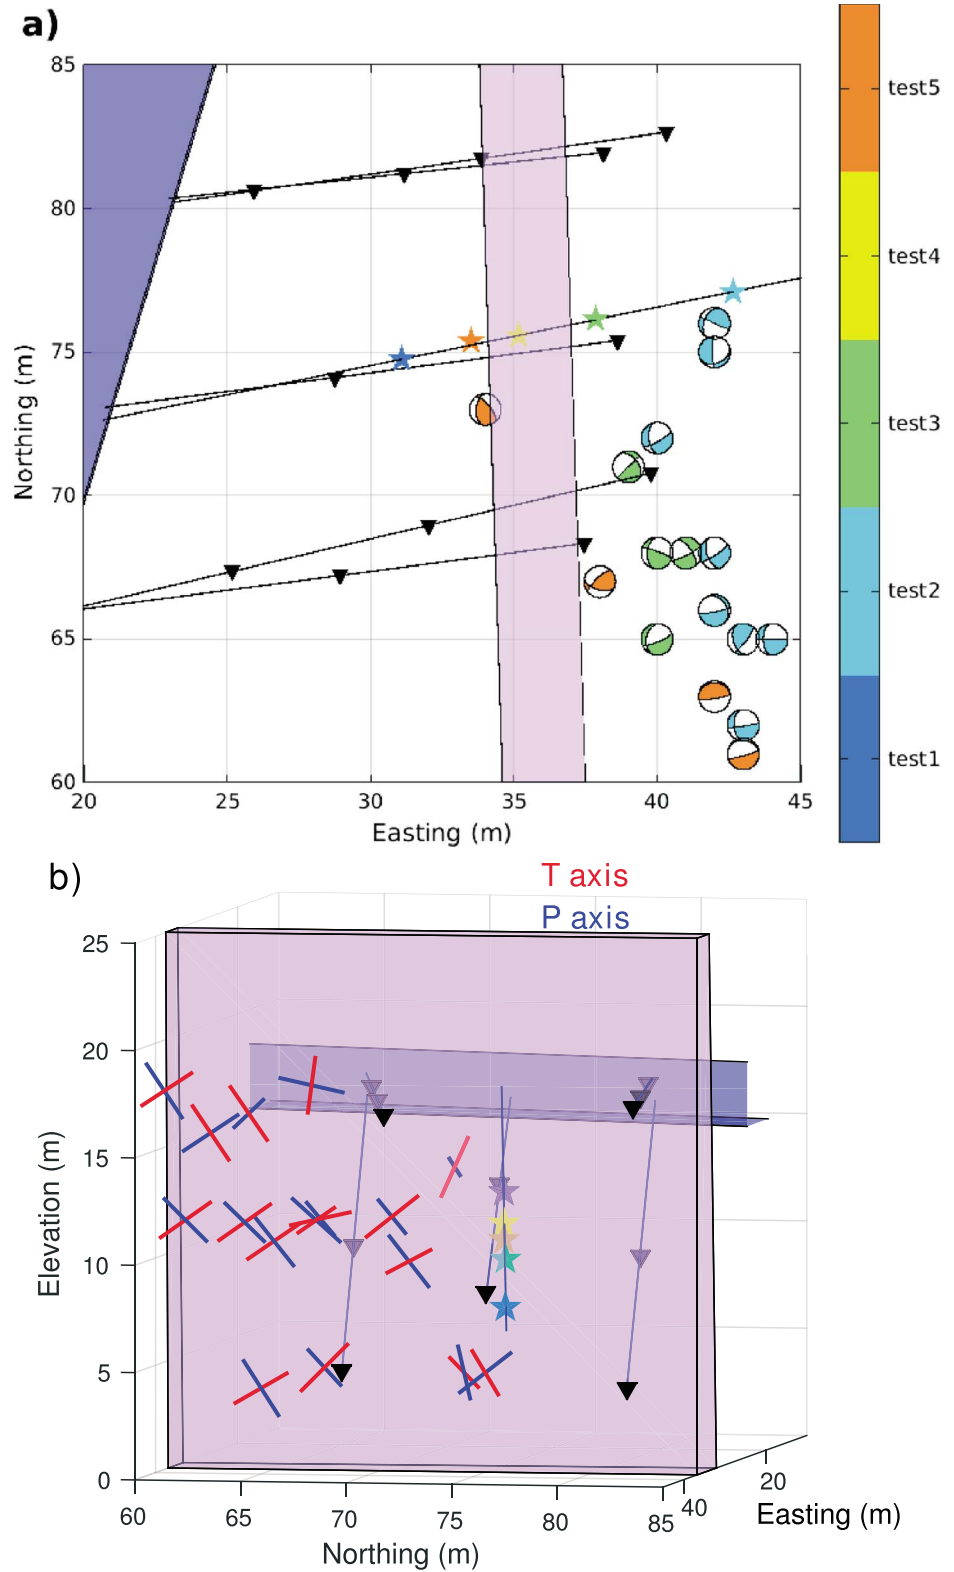 a)
85
80
75
70
65
60
Northing (m)
20 25 30 35 40 45
Easting (m)
test5
test4
test3
test2
test1
b)
T axis
P axis
25
20
15
10
5
0
Elevation (m)
60 65 70 75 80 85
Northing (m)
40 20
Easting (m)